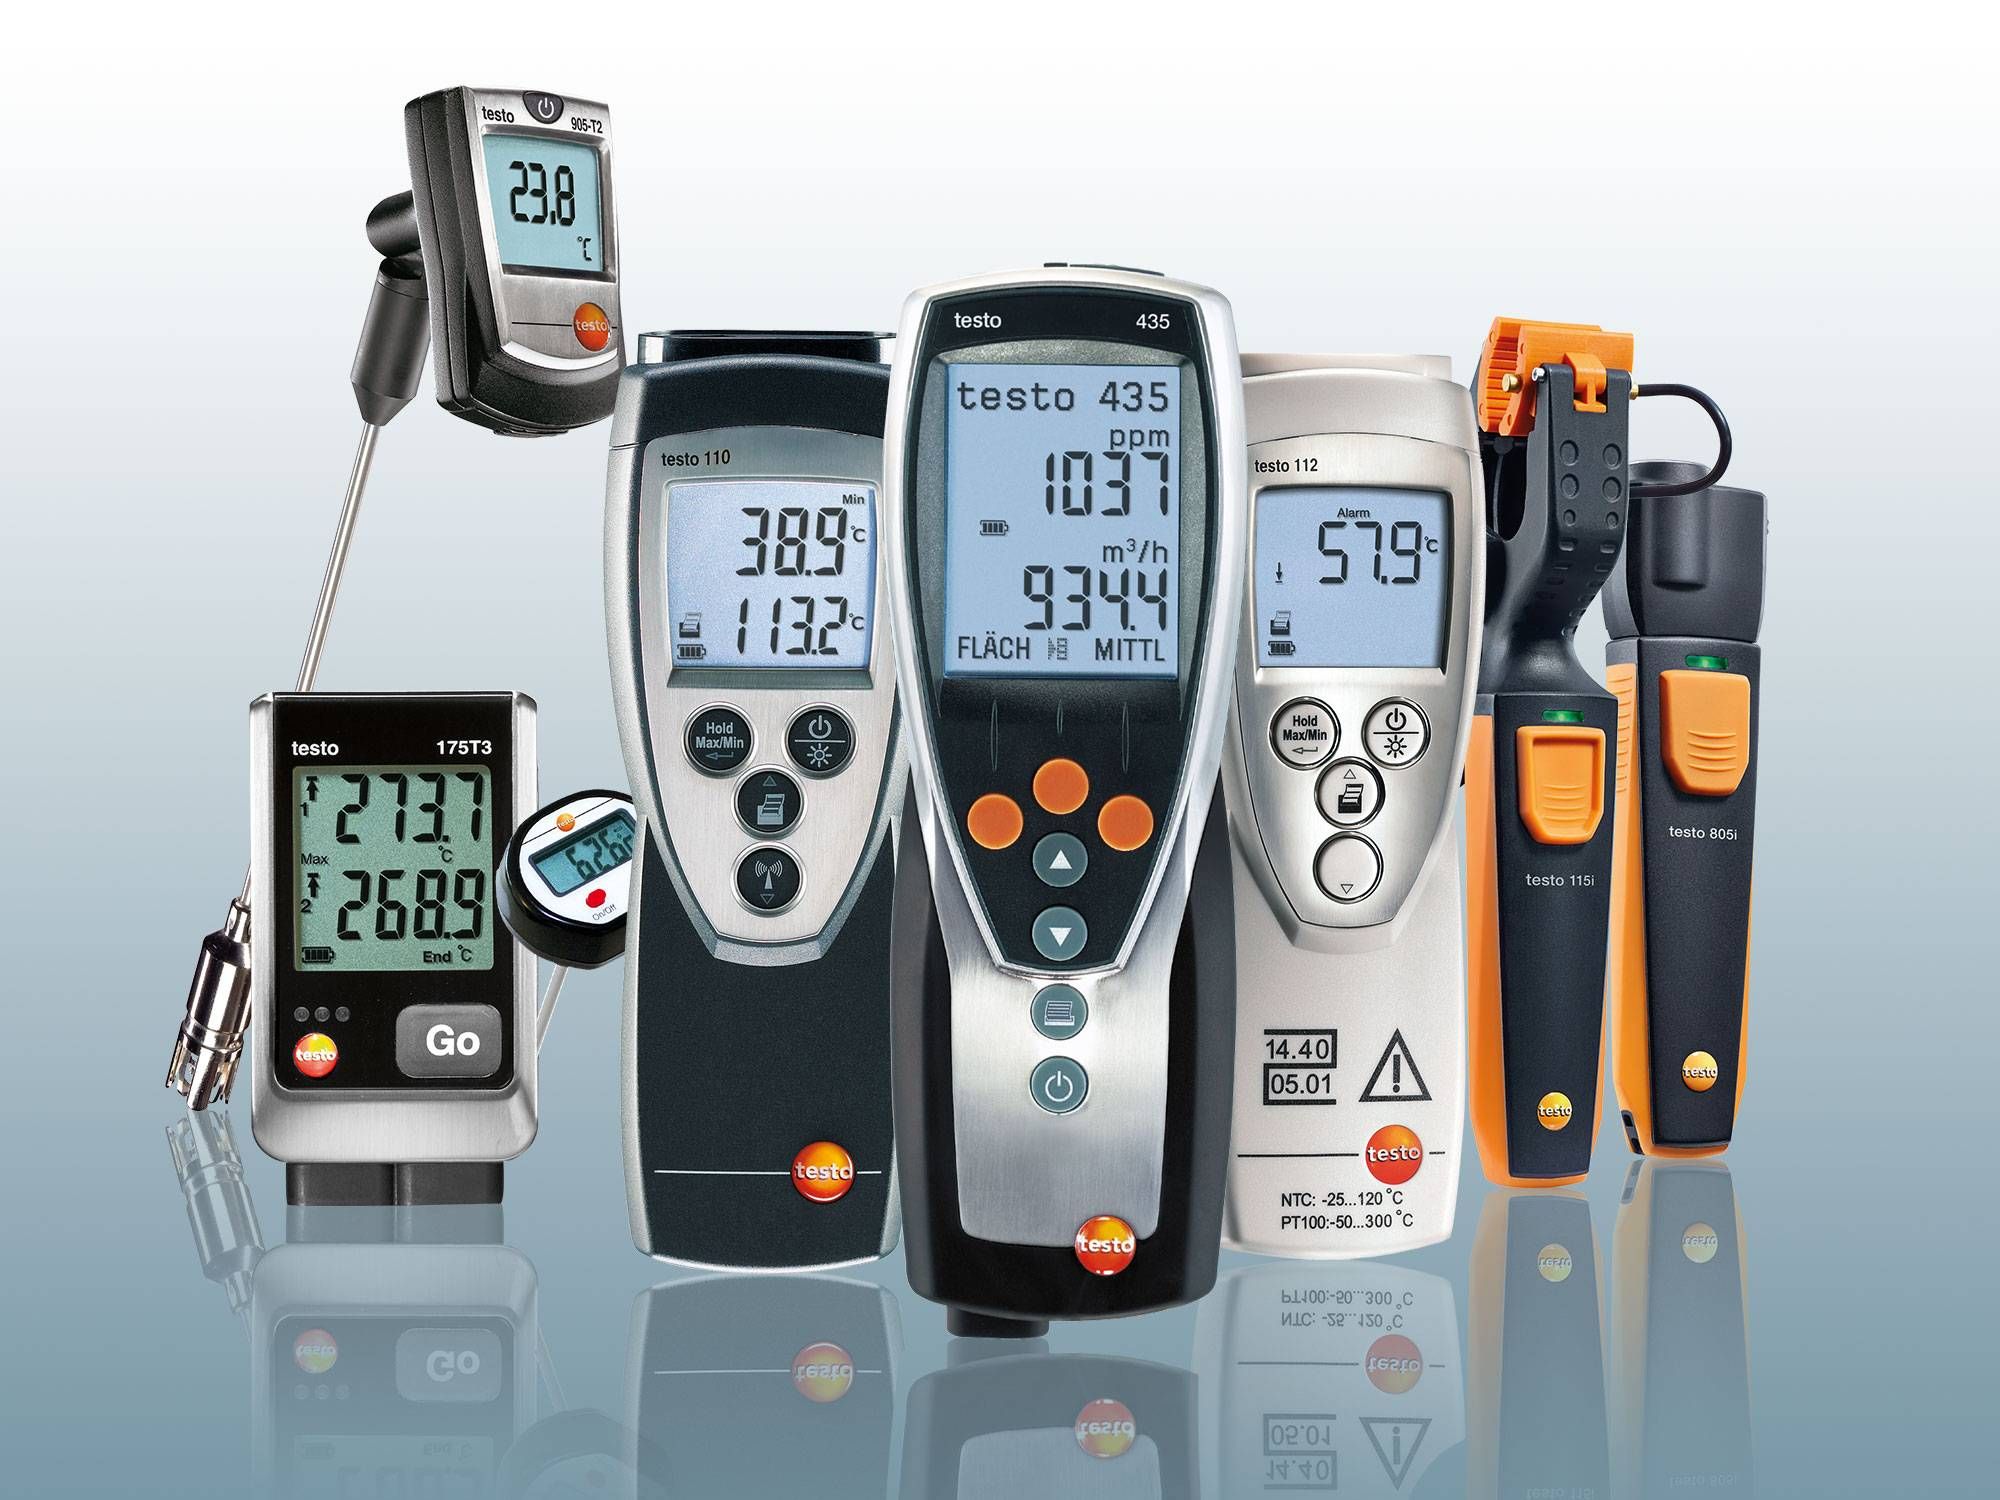 testo
905-T2
23.8
°C
testo
testo 175T3
1 273.7
°C
Max
2 268.9
End °C
testo
Go
testo
On/Off
testo 110
Min
38.9 °C
113.2 °C
Hold
Max/Min
testo
testo 435
testo 435
ppm
1037
m³/h
934.4
FLÄCH MITTL
testo
testo 112
Alarm
57.9 °C
Hold
Max/Min
14.40
05.01
testo
NTC: -25...120 °C
PT100:-50...300 °C
testo 115i
testo
testo 805i
testo